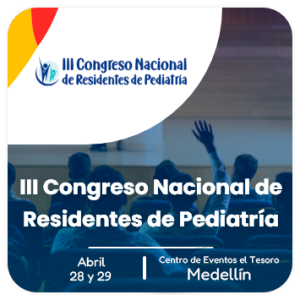 III Congreso Nacional
de Residentes de Pediatría
III Congreso Nacional de
Residentes de Pediatría
Abril
28 y 29
Centro de Eventos el Tesoro
Medellín